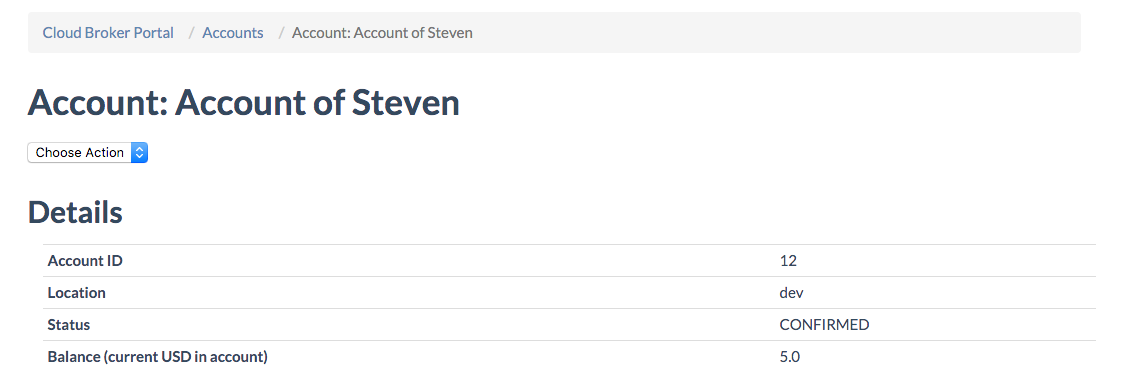 Cloud Broker Portal / Accounts / Account: Account of Steven
Account: Account of Steven
Choose Action
Details
Account ID 12
Location dev
Status CONFIRMED
Balance (current USD in account) 5.0